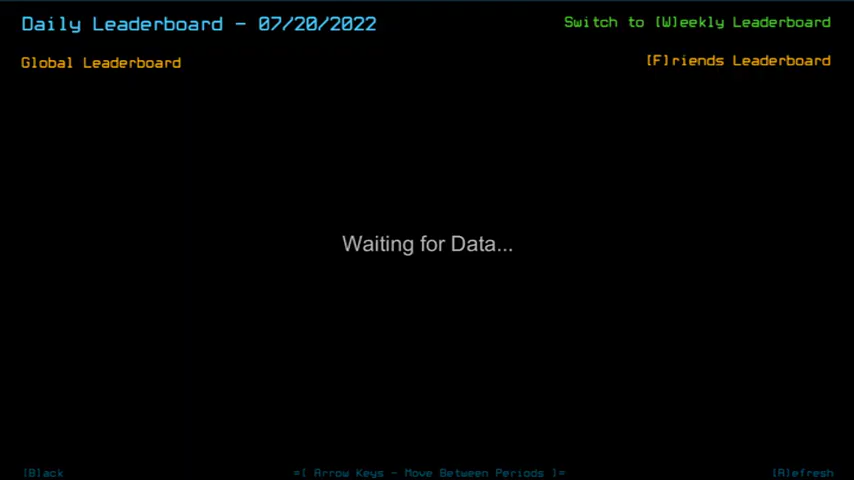 Daily Leaderboard - 07/20/2022
Switch to [W]eekly Leaderboard
Global Leaderboard
[F]riends Leaderboard
Waiting for Data...
[B]ack
=[ Arrow Keys - Move Between Periods ]=
[R]efresh